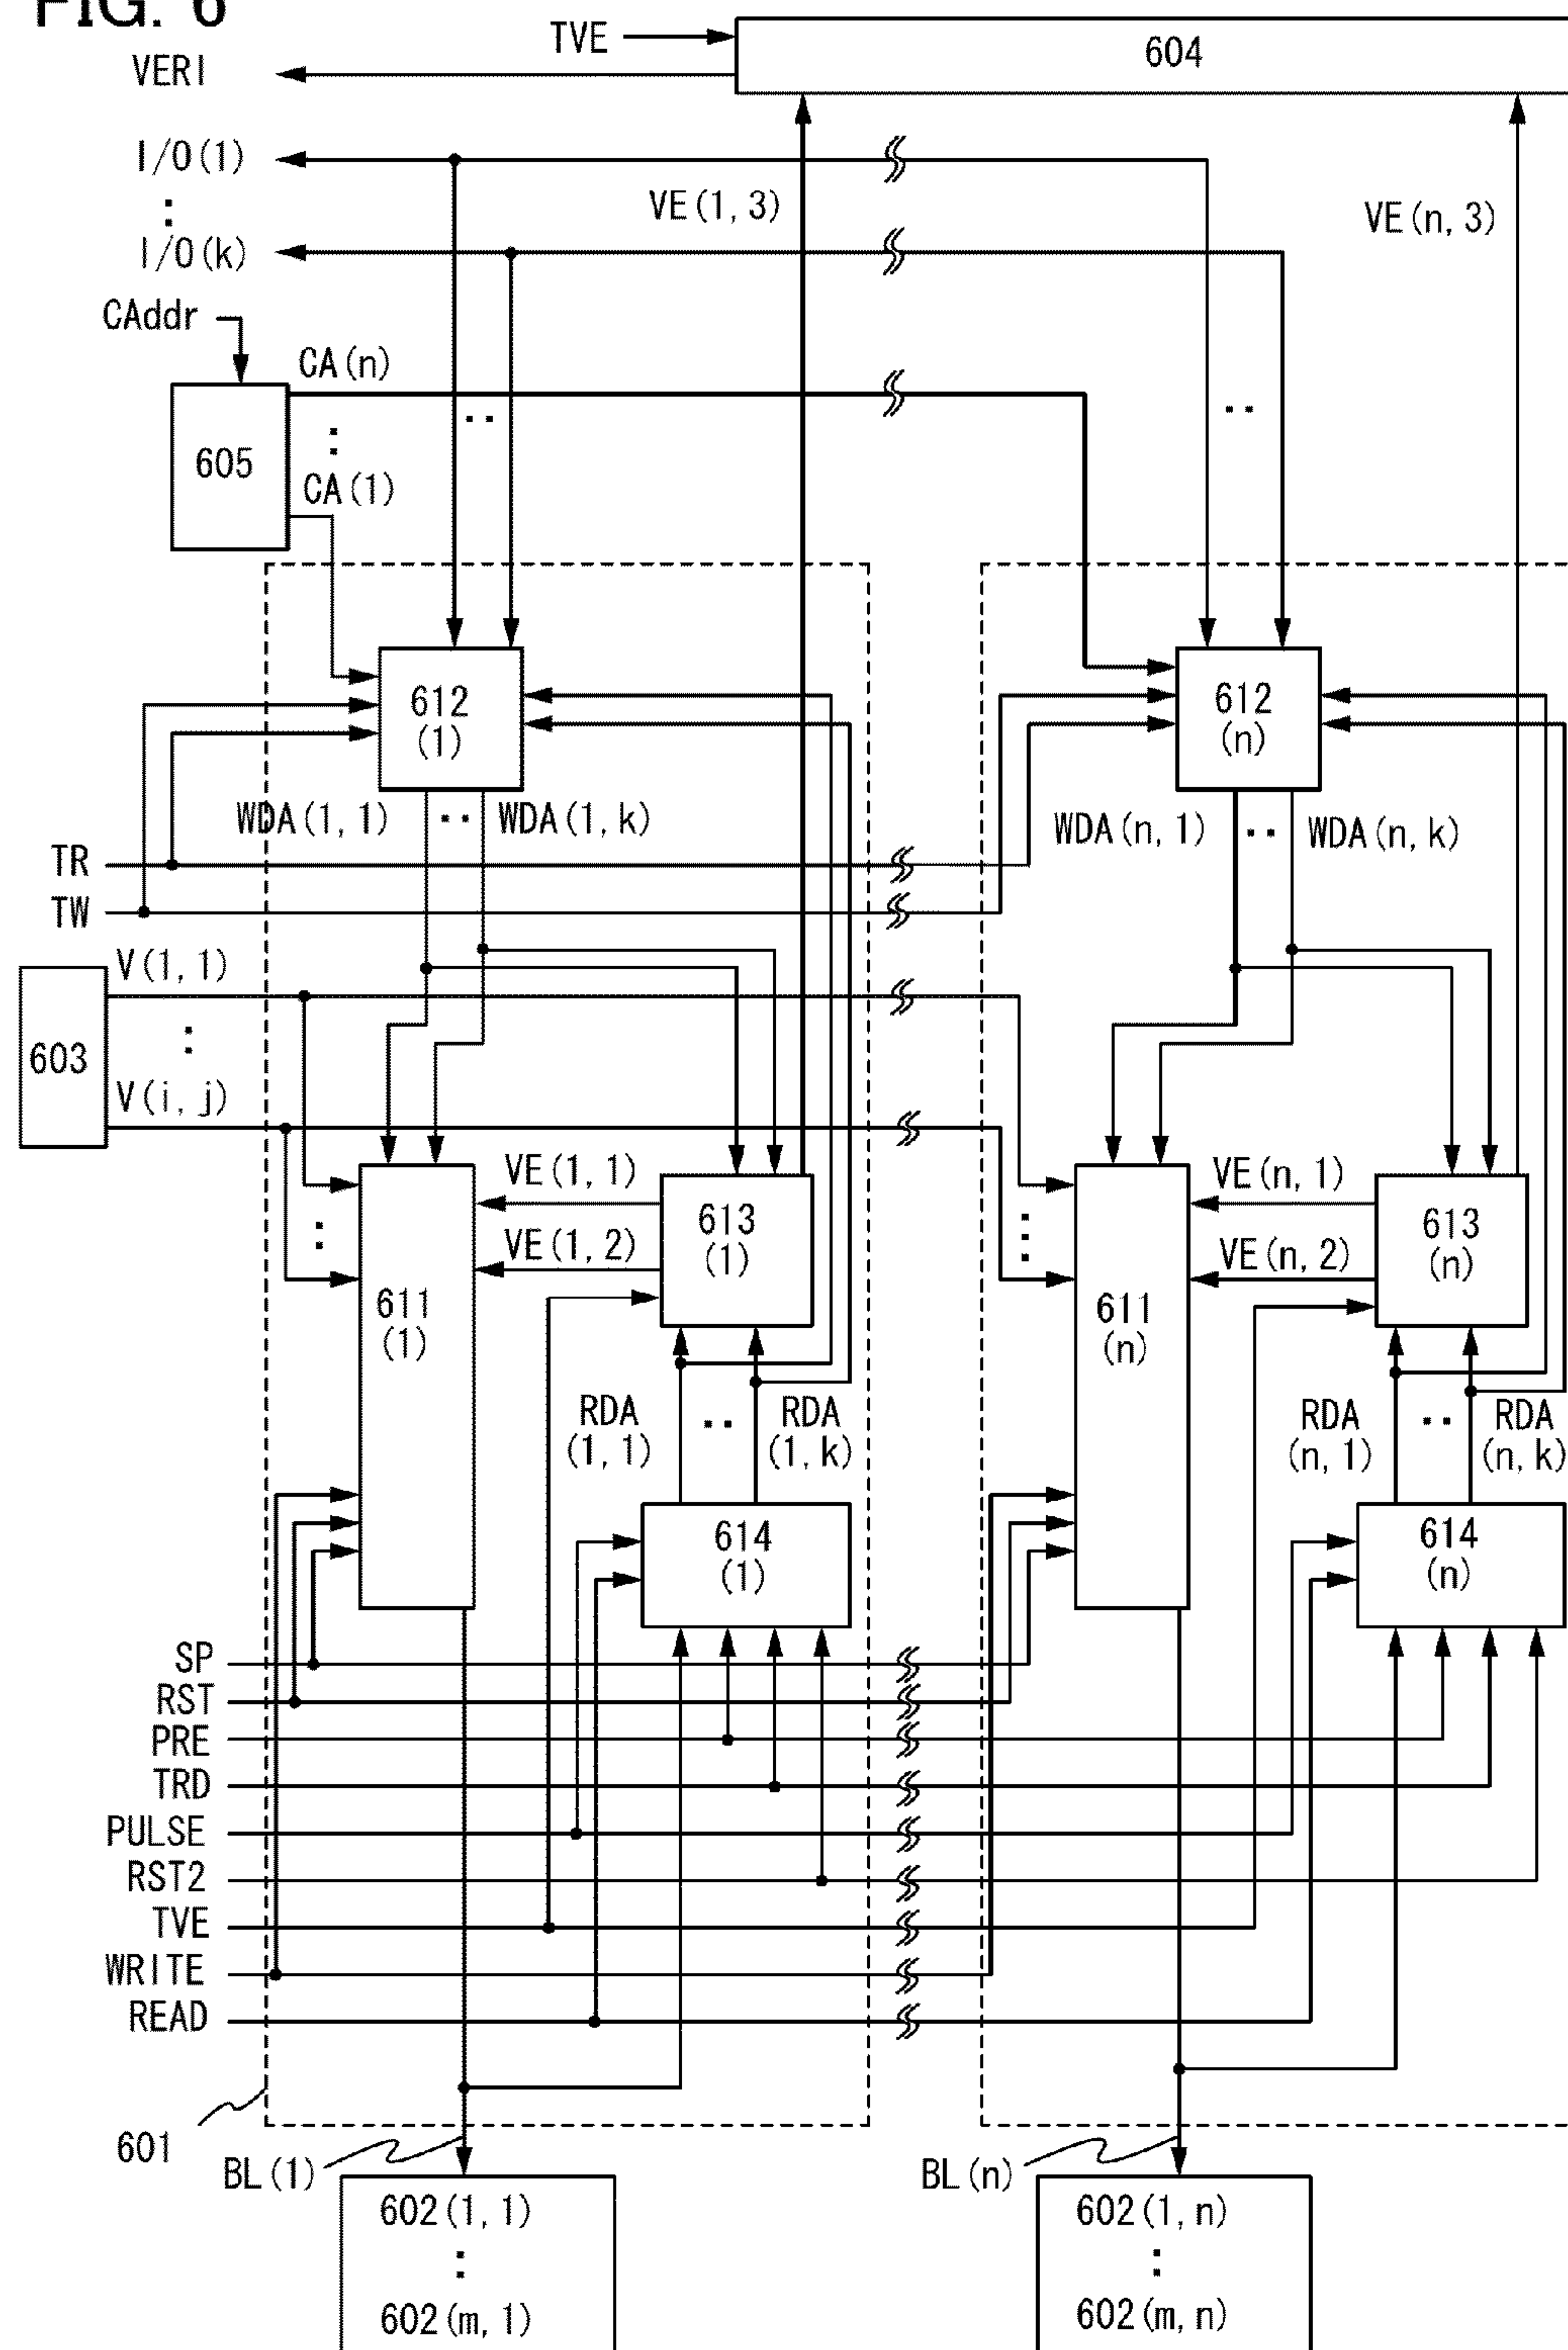 FIG. 6
TVE
604
VERI
I/O(1)
:
I/O(k)
VE(1, 3)
VE(n, 3)
CAddr
CA(n)
:
CA(1)
605
..
..
612
(1)
612
(n)
WDA(1, 1) .. WDA(1, k)
WDA(n, 1) .. WDA(n, k)
TR
TW
V(1, 1)
:
V(i, j)
603
VE(1, 1)
VE(1, 2)
613
(1)
611
(1)
VE(n, 1)
VE(n, 2)
613
(n)
611
(n)
RDA
(1, 1)
..
RDA
(1, k)
RDA
(n, 1)
..
RDA
(n, k)
614
(1)
614
(n)
SP
RST
PRE
TRD
PULSE
RST2
TVE
WRITE
READ
601
BL(1)
BL(n)
602(1, 1)
:
602(m, 1)
602(1, n)
:
602(m, n)